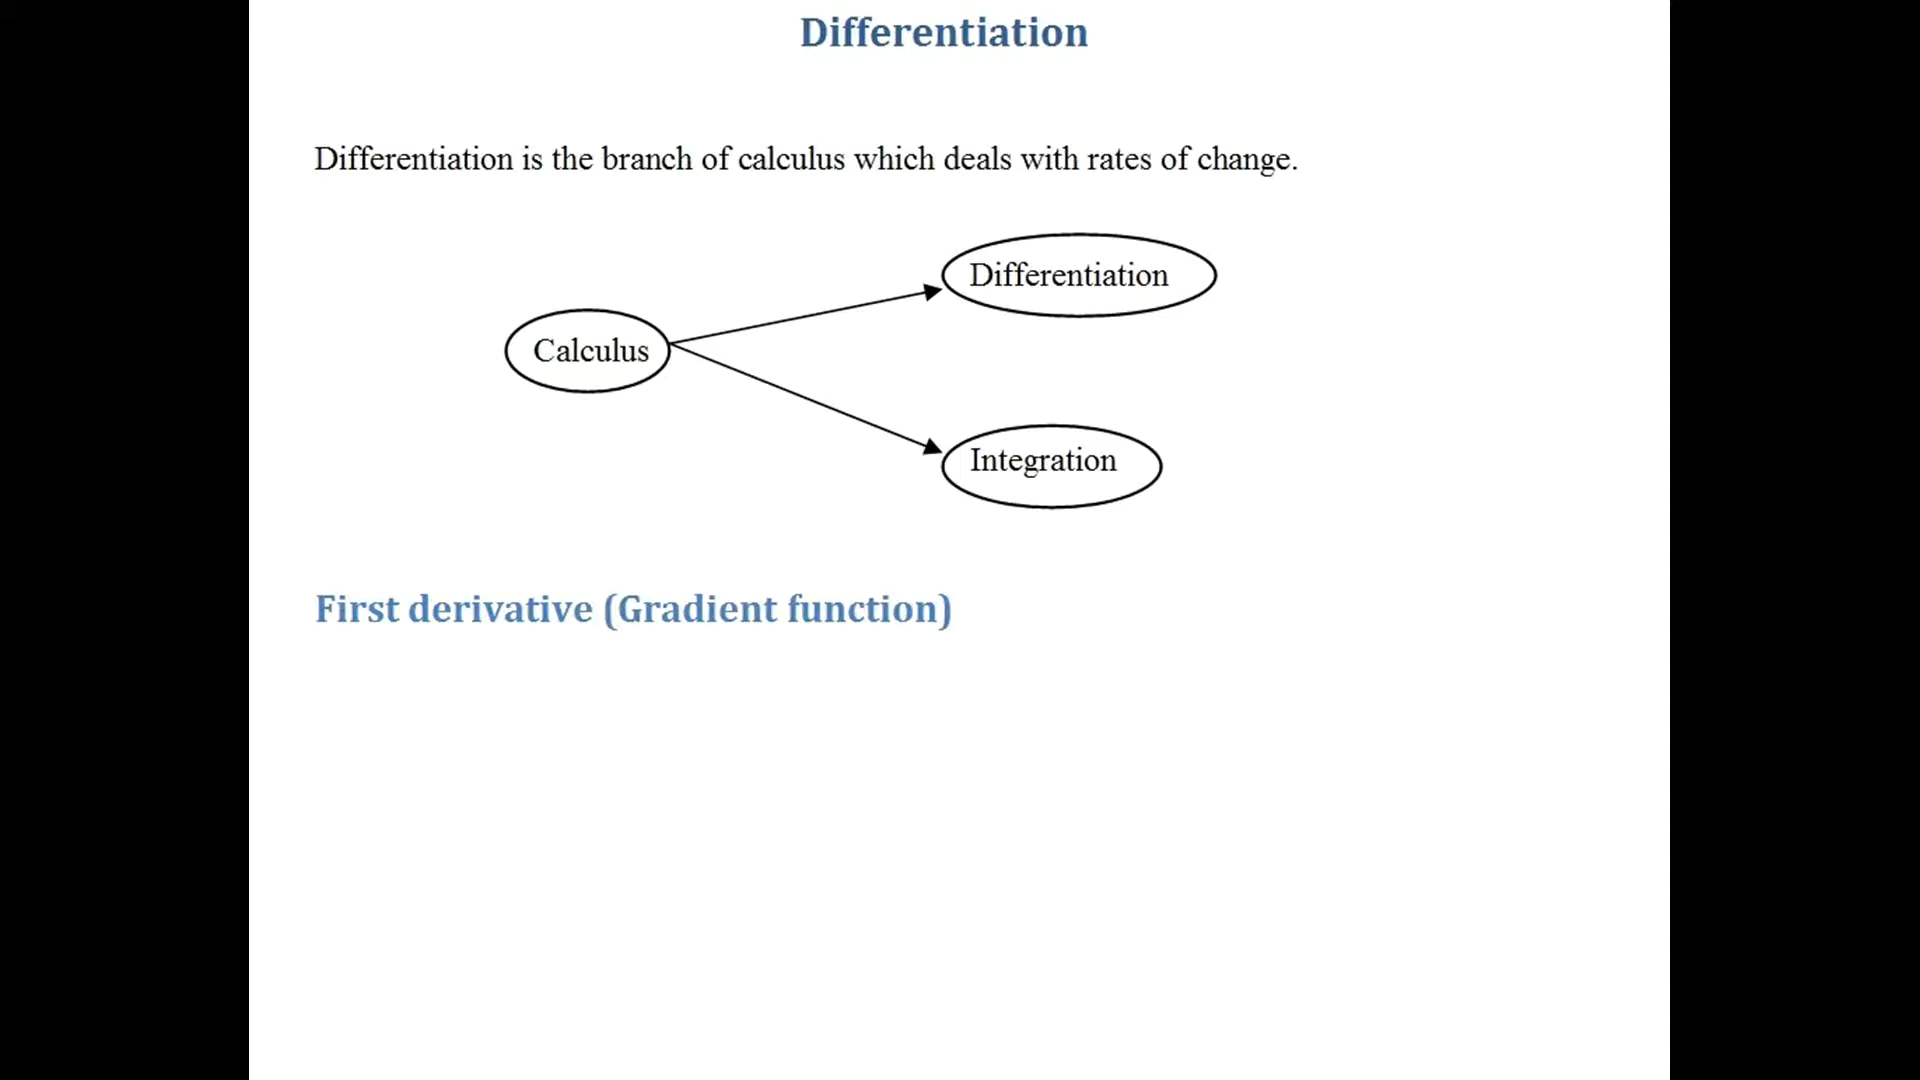 Differentiation
Differentiation is the branch of calculus which deals with rates of change.
Differentiation
Calculus
Integration
First derivative (Gradient function)